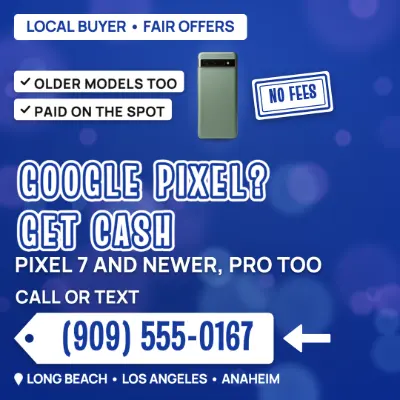 LOCAL BUYER • FAIR OFFERS
✓ OLDER MODELS TOO
✓ PAID ON THE SPOT
NO FEES
GOOGLE PIXEL?
GET CASH
PIXEL 7 AND NEWER, PRO TOO
CALL OR TEXT
(909) 555-0167
LONG BEACH • LOS ANGELES • ANAHEIM